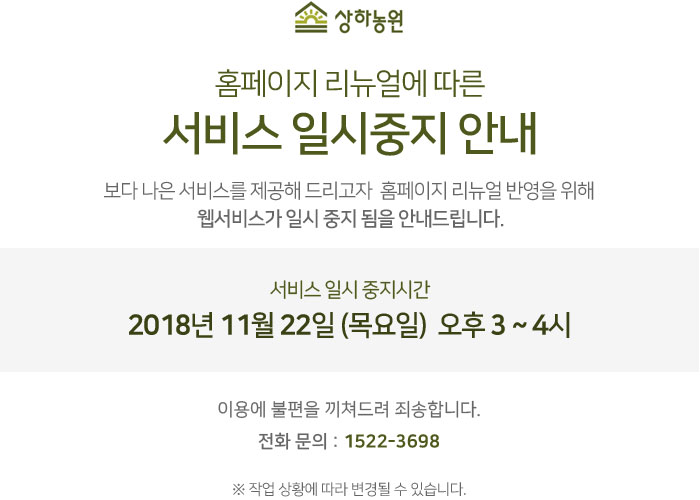 상하농원
홈페이지 리뉴얼에 따른
서비스 일시중지 안내
보다 나은 서비스를 제공해 드리고자 홈페이지 리뉴얼 반영을 위해
웹서비스가 일시 중지 됨을 안내드립니다.
서비스 일시 중지시간
2018년 11월 22일 (목요일) 오후 3 ~ 4시
이용에 불편을 끼쳐드려 죄송합니다.
전화 문의 : 1522-3698
※ 작업 상황에 따라 변경될 수 있습니다.